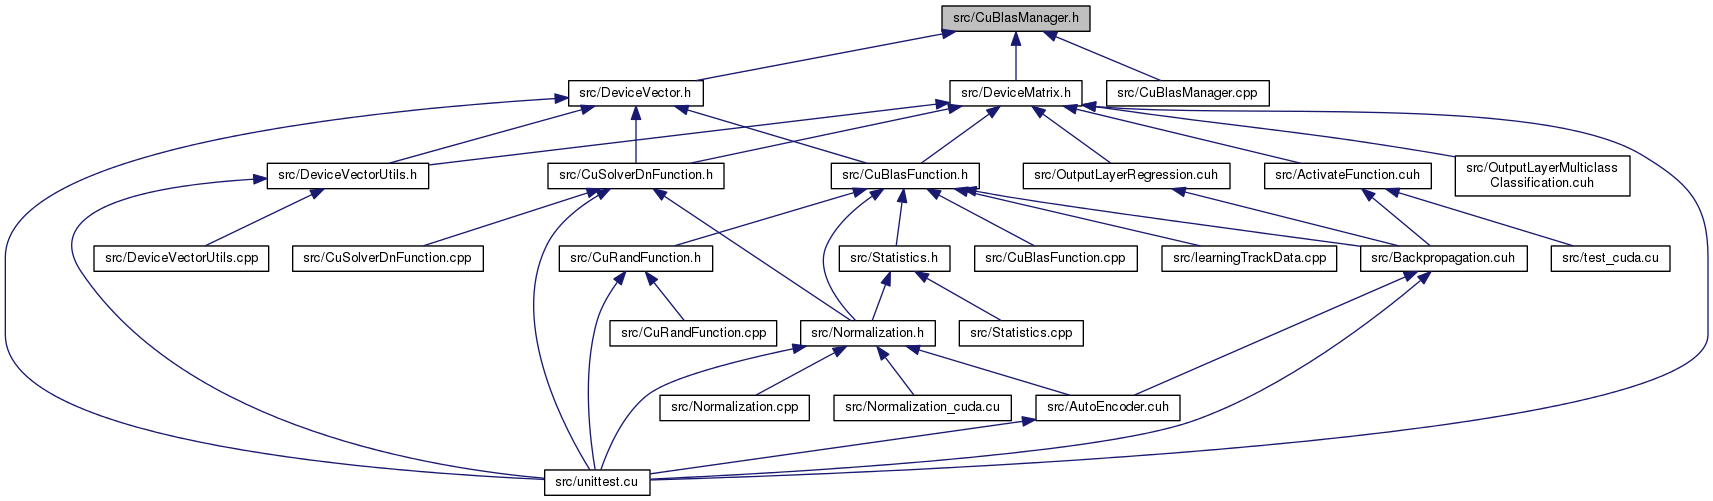 src/CuBlasManager.h
src/DeviceVector.h
src/DeviceMatrix.h
src/CuBlasManager.cpp
src/DeviceVectorUtils.h
src/CuSolverDnFunction.h
src/CuBlasFunction.h
src/OutputLayerRegression.cuh
src/ActivateFunction.cuh
src/OutputLayerMulticlass
Classification.cuh
src/DeviceVectorUtils.cpp
src/CuSolverDnFunction.cpp
src/CuRandFunction.h
src/Statistics.h
src/CuBlasFunction.cpp
src/learningTrackData.cpp
src/Backpropagation.cuh
src/test_cuda.cu
src/CuRandFunction.cpp
src/Normalization.h
src/Statistics.cpp
src/Normalization.cpp
src/Normalization_cuda.cu
src/AutoEncoder.cuh
src/unittest.cu